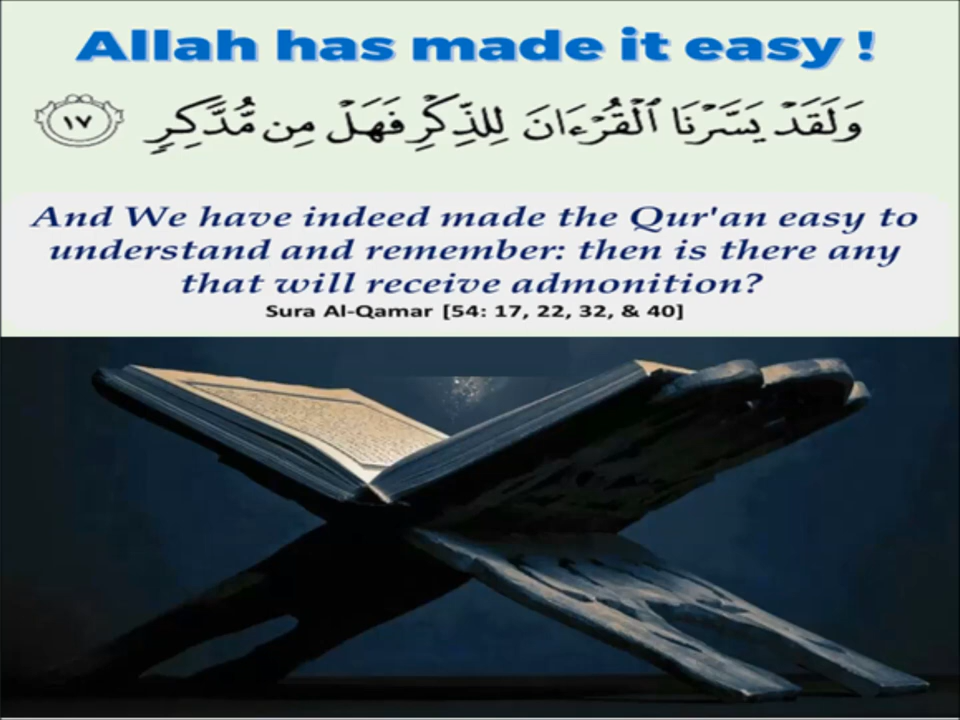 Allah has made it easy !
وَلَقَدْ يَسَّرْنَا ٱلْقُرْءَانَ لِلذِّكْرِ فَهَلْ مِن مُّدَّكِرٍ ١٧
And We have indeed made the Qur'an easy to
understand and remember: then is there any
that will receive admonition?
Sura Al-Qamar [54: 17, 22, 32, & 40]